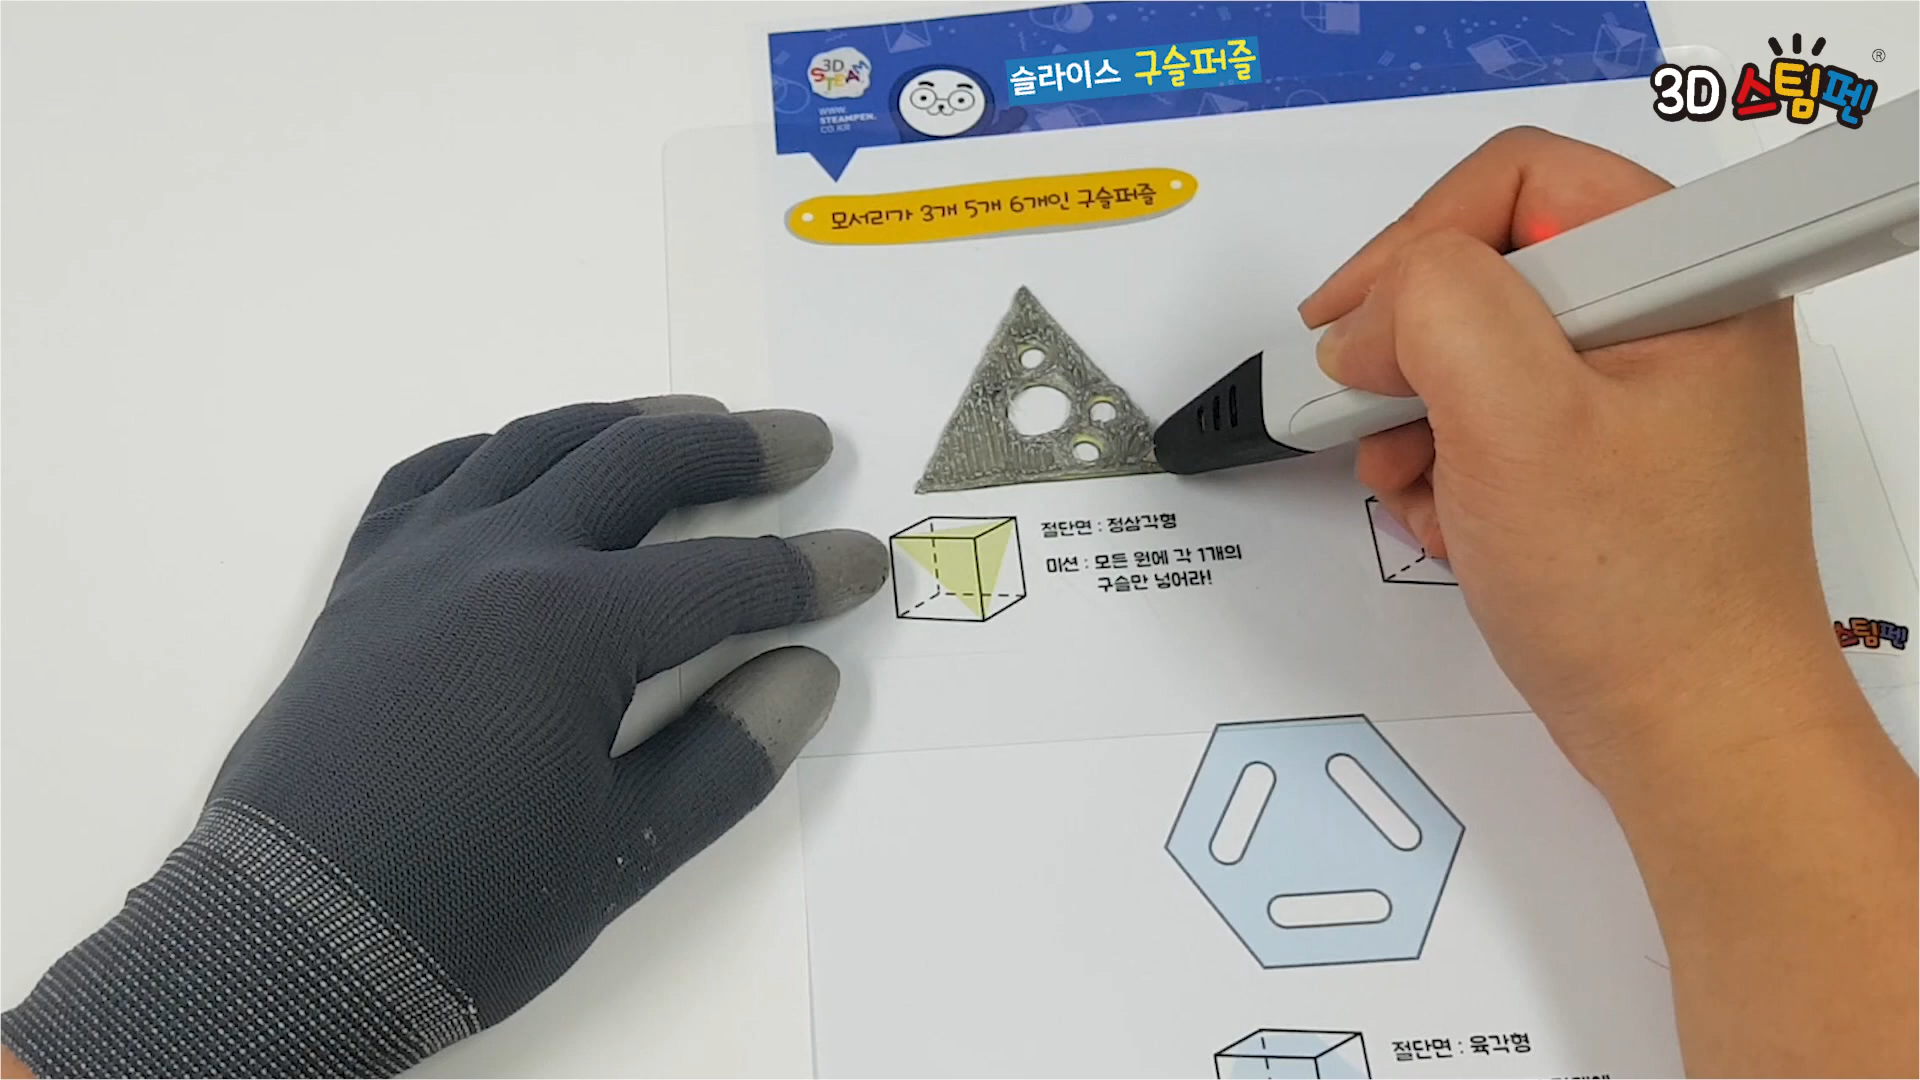 3D
STEAM
WWW.
STEAMPEN.
CO.KR
슬라이스 구슬퍼즐
3D 스팀펜 ®
모서리가 3개 5개 6개인 구슬퍼즐
절단면 : 정삼각형
미션 : 모든 원에 각 1개의
구슬만 넣어라!
스팀펜
절단면 : 육각형